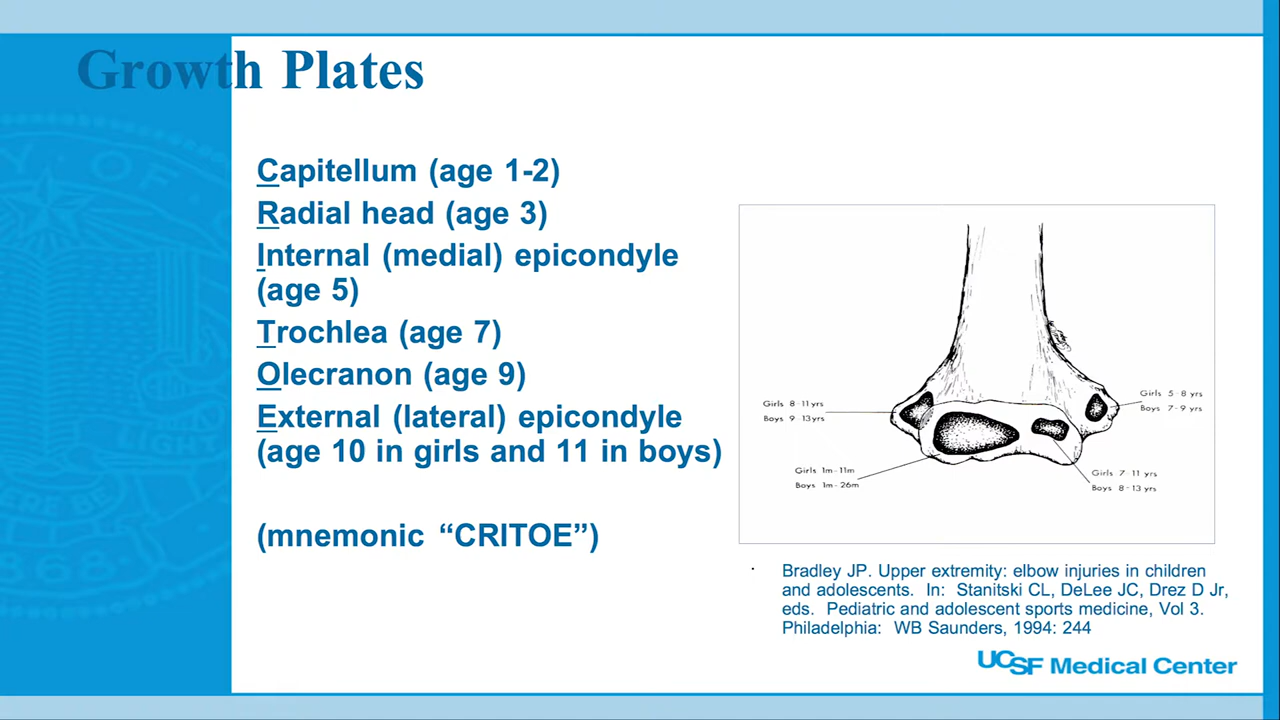 Growth Plates
Capitellum (age 1-2)
Radial head (age 3)
Internal (medial) epicondyle
(age 5)
Trochlea (age 7)
Olecranon (age 9)
External (lateral) epicondyle
(age 10 in girls and 11 in boys)
(mnemonic “CRITOE”)
Girls 8-11 yrs
Boys 9-13 yrs
Girls 5-8 yrs
Boys 7-9 yrs
Girls 1m-11m
Boys 1m-26m
Girls 7-11 yrs
Boys 8-13 yrs
Bradley JP. Upper extremity: elbow injuries in children
and adolescents. In: Stanitski CL, DeLee JC, Drez D Jr,
eds. Pediatric and adolescent sports medicine, Vol 3.
Philadelphia: WB Saunders, 1994: 244
UCSF Medical Center